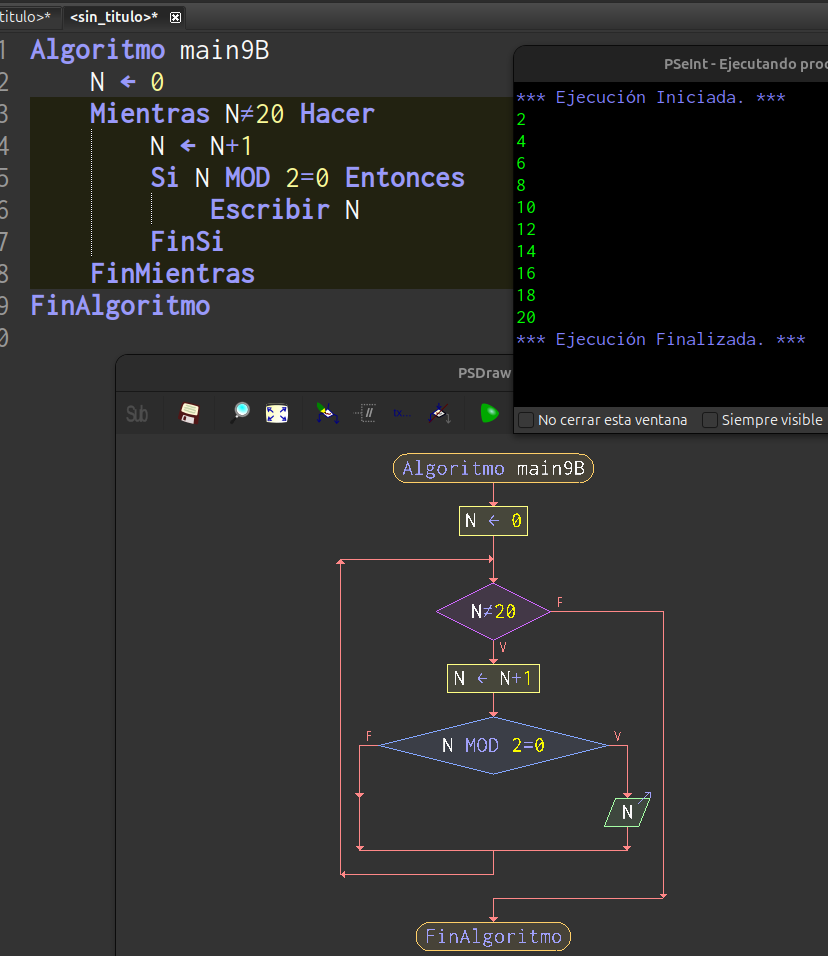 titulo>* <sin_titulo>*
1 Algoritmo main9B
2 N ← 0
3 Mientras N≠20 Hacer
4 N ← N+1
5 Si N MOD 2=0 Entonces
6 Escribir N
7 FinSi
8 FinMientras
9 FinAlgoritmo
0
PSeInt - Ejecutando proc
*** Ejecución Iniciada. ***
2
4
6
8
10
12
14
16
18
20
*** Ejecución Finalizada. ***
No cerrar esta ventana Siempre visible
PSDraw
Sub // Ix...
Algoritmo main9B
N ← 0
N≠20 F
V
N ← N+1
F N MOD 2=0 V
N
FinAlgoritmo